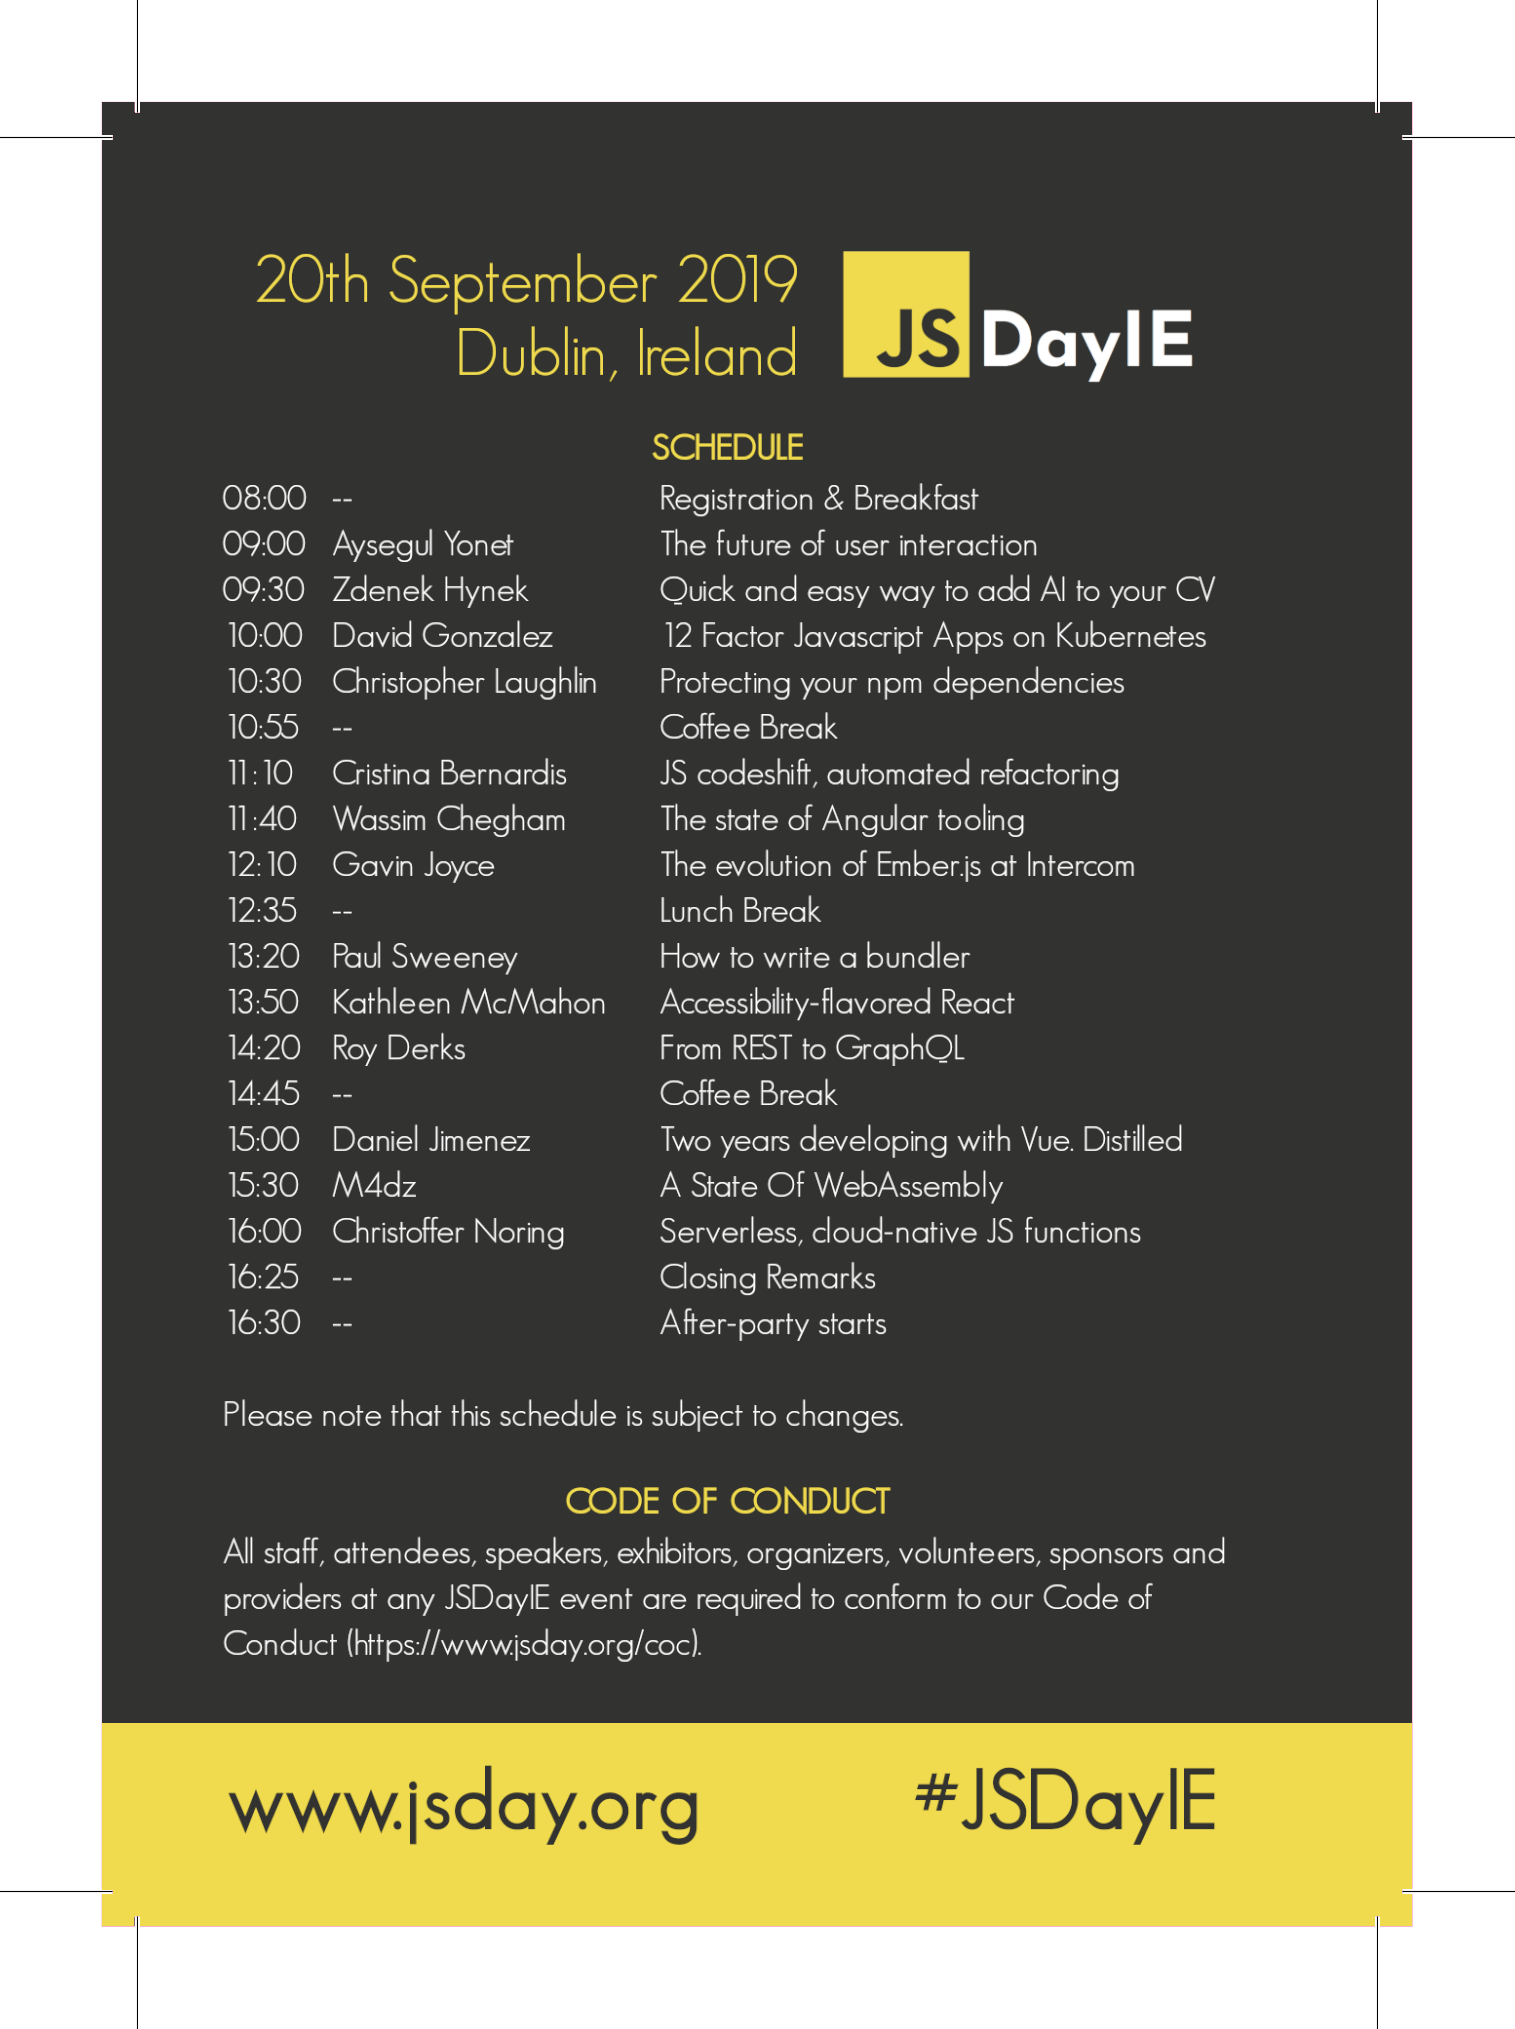 20th September 2019
Dublin, Ireland
JS DayIE
SCHEDULE
08:00 -- Registration & Breakfast
09:00 Aysegul Yonet The future of user interaction
09:30 Zdenek Hynek Quick and easy way to add AI to your CV
10:00 David Gonzalez 12 Factor Javascript Apps on Kubernetes
10:30 Christopher Laughlin Protecting your npm dependencies
10:55 -- Coffee Break
11:10 Cristina Bernardis JS codeshift, automated refactoring
11:40 Wassim Chegham The state of Angular tooling
12:10 Gavin Joyce The evolution of Ember.js at Intercom
12:35 -- Lunch Break
13:20 Paul Sweeney How to write a bundler
13:50 Kathleen McMahon Accessibility-flavored React
14:20 Roy Derks From REST to GraphQL
14:45 -- Coffee Break
15:00 Daniel Jimenez Two years developing with Vue. Distilled
15:30 M4dz A State Of WebAssembly
16:00 Christoffer Noring Serverless, cloud-native JS functions
16:25 -- Closing Remarks
16:30 -- After-party starts
Please note that this schedule is subject to changes.
CODE OF CONDUCT
All staff, attendees, speakers, exhibitors, organizers, volunteers, sponsors and
providers at any JSDayIE event are required to conform to our Code of
Conduct (https://www.jsday.org/coc).
www.jsday.org #JSDayIE